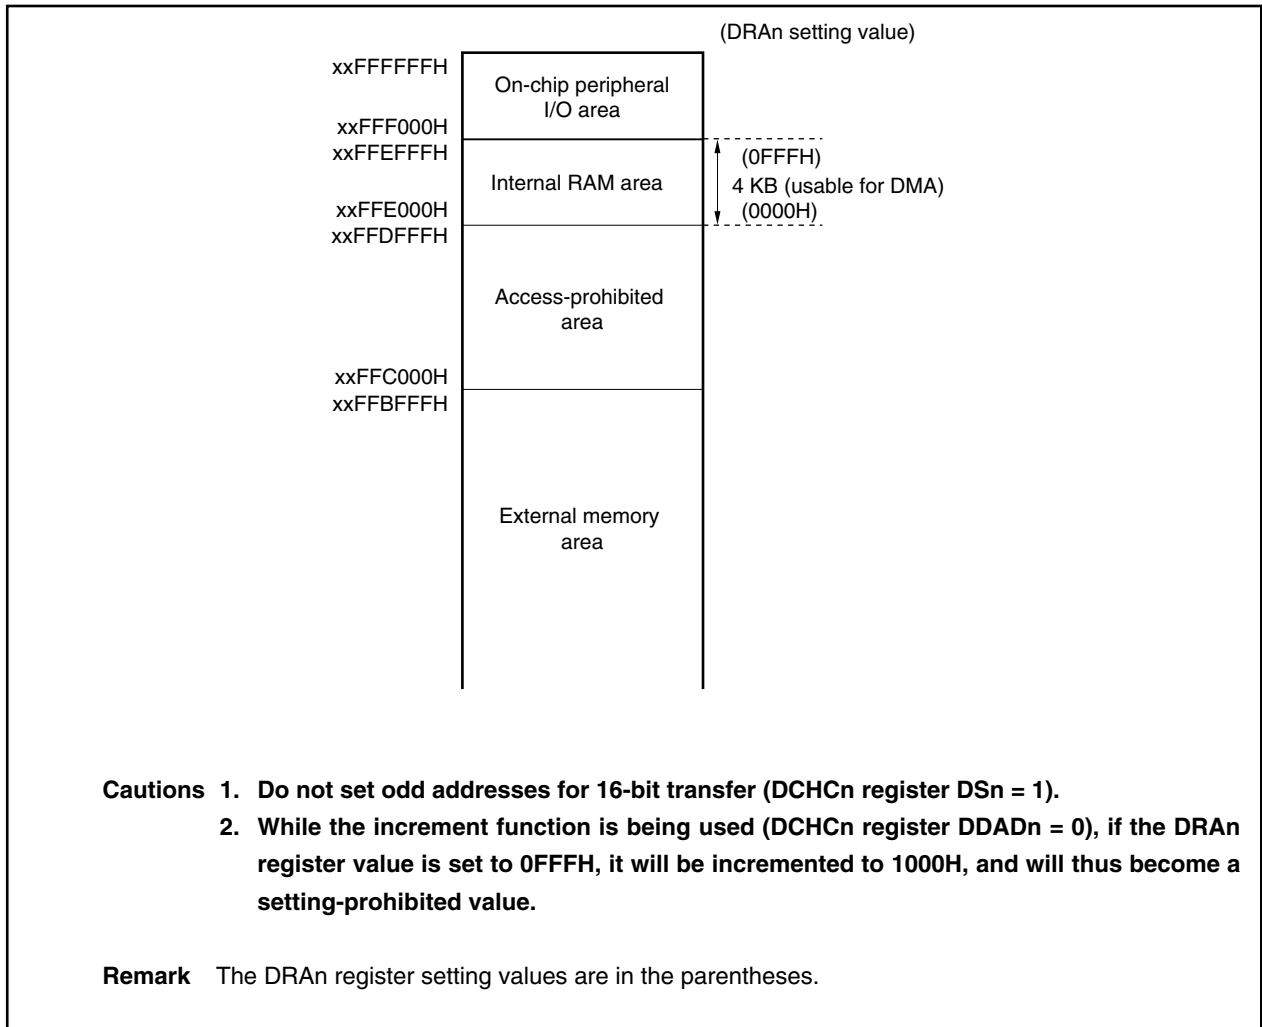 (DRAn setting value)
xxFFFFFFH
On-chip peripheral
I/O area
xxFFF000H
xxFFEFFFH
(0FFFH)
Internal RAM area
4 KB (usable for DMA)
xxFFE000H
(0000H)
xxFFDFFFH
Access-prohibited
area
xxFFC000H
xxFFBFFFH
External memory
area
Cautions 1. Do not set odd addresses for 16-bit transfer (DCHCn register DSn = 1).
2. While the increment function is being used (DCHCn register DDADn = 0), if the DRAn
register value is set to 0FFFH, it will be incremented to 1000H, and will thus become a
setting-prohibited value.
Remark The DRAn register setting values are in the parentheses.